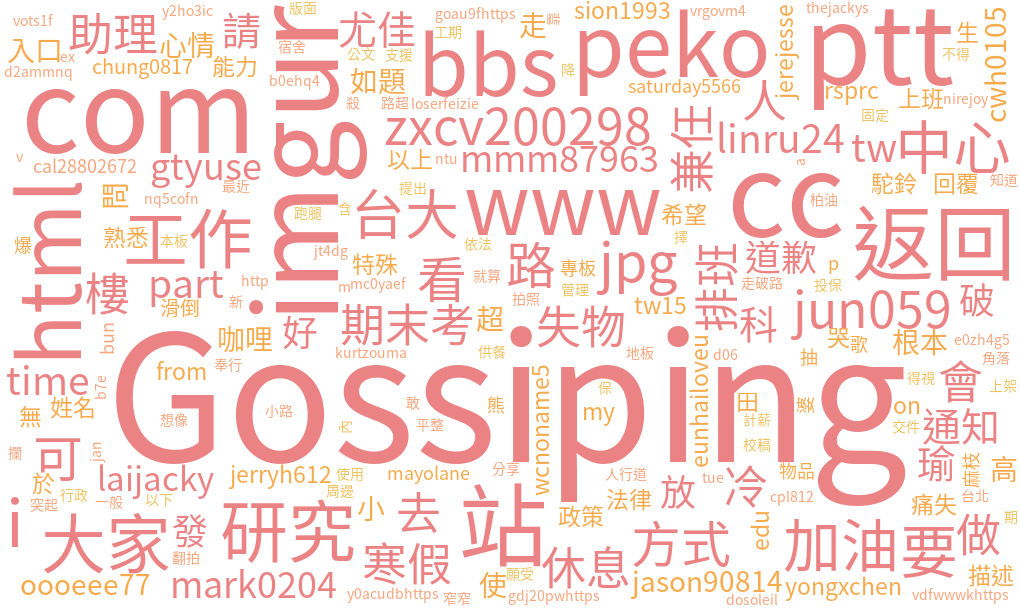 vots1f
y2ho3ic
版面
goau9fhttps
sion1993
vrgovm4
thejackys
入口
ex
助理
心情
請
宿舍
尤佳
工期
走
生
不得
d2ammnq
chung0817
能力
b0ehq4
公文
支援
bbs
peko
ptt
jerejesse
cwh0105
com
imgur
如題
降
saturday5566
rsprc
上班
nirejoy
殺
路超
loserfeizie
人
固定
v
cal28802672
gtyuse
zxcv200298
兼任
linru24
tw
中心
以上
ntu
mmm87963
a
nq5cofn
最近
提出
cc
柏油
駝鈴
回覆
知道
html
工作
跑腿
含
台大
www
希望
返回
爆
熟悉
本板
jt4dg
依法
擇
樓
part
http
特殊
看
就算
路
專板
jpg
排班
道歉
走破路
p
投保
滑倒
新
m
mc0yaef
拍照
管理
tw15
jun059
破
bun
咖哩
好
期末考
超
失物
科
哭
歌
根本
e0zh4g5
kurtzouma
供餐
地板
d06
抽
角落
time
b7e
from
奉行
Gossiping
eunhailoveu
會
得視
上架
無
姓名
想像
小路
敢
平整
熊
wcnoname5
保
my
田
計薪
婆
on
交件
通知
可
jan
攔
內
校稿
laijacky
jerryh612
使用
mayolane
分享
人行道
tue
物品
瑜
麻枝
高
於
行政
突起
一般
以下
周邊
小
去
站
政策
法律
放
冷
cpl812
痛失
台北
i
大家
發
翻拍
研究
寒假
休息
方式
edu
加油
要
做
期
描述
oooeee77
mark0204
y0acudbhttps
窄窄
使
願受
gdj20pwhttps
jason90814
dosoleil
yongxchen
vdfwwwkhttps